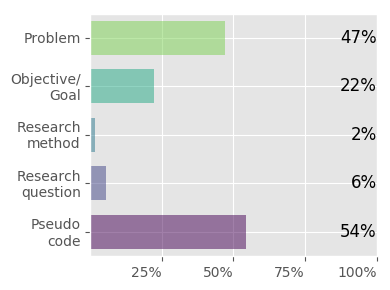 Problem
47%
Objective/
Goal
22%
Research
method
2%
Research
question
6%
Pseudo
code
54%
25%
50%
75%
100%